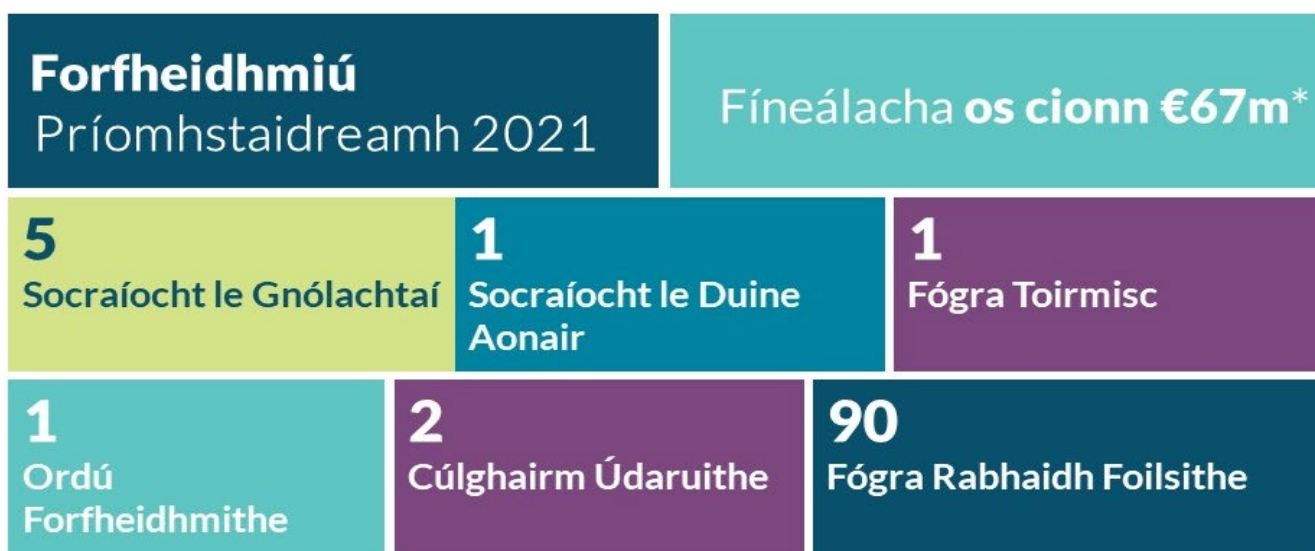 Forfheidhmiú
Príomhstaidreamh 2021
Fíneálacha os cionn €67m*
5
Socraíocht le Gnólachtaí
1
Socraíocht le Duine
Aonair
1
Fógra Toirmisc
1
Ordú
Forfheidhmithe
2
Cúlghairm Údaruithe
90
Fógra Rabhaidh Foilsithe